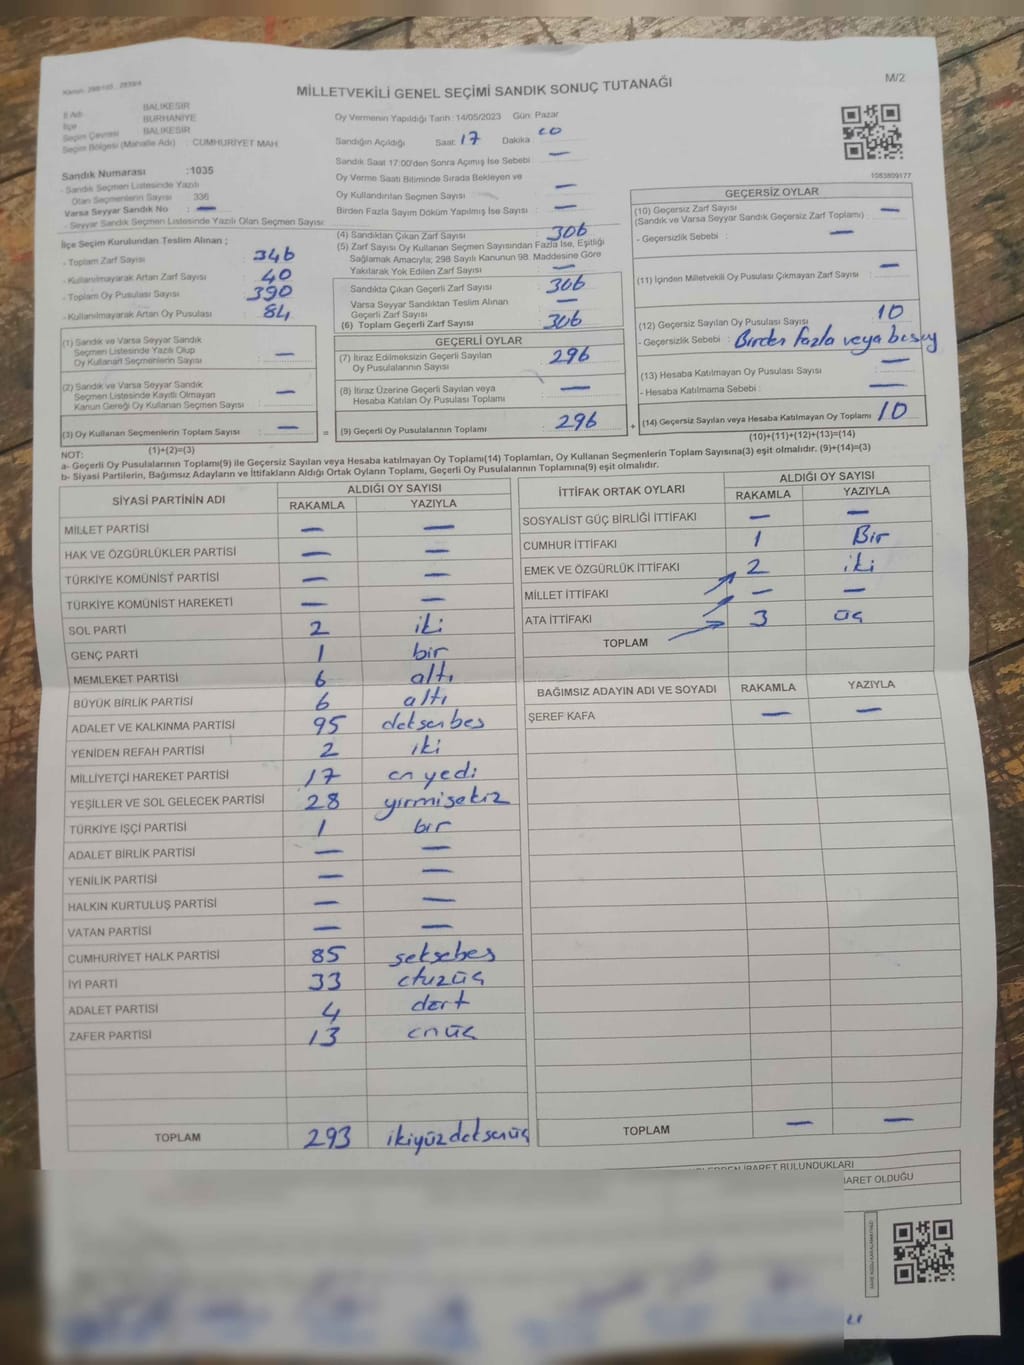 MİLLETVEKİLİ GENEL SEÇİMİ SANDIK SONUÇ TUTANAĞI
M/2
İl Adı BALIKESİR
İlçe BURHANİYE
Seçim Çevresi BALIKESİR
Seçim Bölgesi (Mahalle Adı) : CUMHURİYET MAH.
Oy Vermenin Yapıldığı Tarih : 14/05/2023 Gün: Pazar
Sandığın Açıldığı Saat: 17 Dakika
Sandık Saat 17:00'den Sonra Açımış İse Sebebi : —
Oy Verme Saati Bitiminde Sırada Bekleyen ve
Oy Kullandırılan Seçmen Sayısı : —
Birden Fazla Sayım Döküm Yapılmış İse Sayısı : —
1083809177
Sandık Numarası : 1035
- Sandık Seçmen Listesinde Yazılı
Olan Seçmenlerin Sayısı 336
Varsa Seyyar Sandık No : —
- Seyyar Sandık Seçmen Listesinde Yazılı Olan Seçmen Sayısı:
İlçe Seçim Kurulundan Teslim Alınan ;
- Toplam Zarf Sayısı : 346
- Kullanılmayarak Artan Zarf Sayısı : 40
- Toplam Oy Pusulası Sayısı : 390
- Kullanılmayarak Artan Oy Pusulası : 84
(1) Sandık ve Varsa Seyyar Sandık
Seçmen Listesinde Yazılı Olup
Oy Kullanan Seçmenlerin Sayısı : —
(2) Sandık ve Varsa Seyyar Sandık
Seçmen Listesinde Kayıtlı Olmayan
Kanun Gereği Oy Kullanan Seçmen Sayısı : —
(3) Oy Kullanan Seçmenlerin Toplam Sayısı : —
(1)+(2)=(3)
(4) Sandıktan Çıkan Zarf Sayısı : 306
(5) Zarf Sayısı Oy Kullanan Seçmen Sayısından Fazla İse, Eşitliği
Sağlamak Amacıyla; 298 Sayılı Kanunun 98. Maddesine Göre
Yakılarak Yok Edilen Zarf Sayısı : —
Sandıkta Çıkan Geçerli Zarf Sayısı : 306
Varsa Seyyar Sandıktan Teslim Alınan
Geçerli Zarf Sayısı : —
(6) Toplam Geçerli Zarf Sayısı : 306
GEÇERLİ OYLAR
(7) İtiraz Edilmeksizin Geçerli Sayılan
Oy Pusulalarının Sayısı : 296
(8) İtiraz Üzerine Geçerli Sayılan veya
Hesaba Katılan Oy Pusulası Toplamı : —
= (9) Geçerli Oy Pusulalarının Toplamı : 296
GEÇERSİZ OYLAR
(10) Geçersiz Zarf Sayısı : —
(Sandık ve Varsa Seyyar Sandık Geçersiz Zarf Toplamı)
- Geçersizlik Sebebi : —
(11) İçinden Milletvekili Oy Pusulası Çıkmayan Zarf Sayısı : —
(12) Geçersiz Sayılan Oy Pusulası Sayısı : 10
- Geçersizlik Sebebi : Birden fazla veya
(13) Hesaba Katılmayan Oy Pusulası Sayısı : —
- Hesaba Katılmama Sebebi : —
+ (14) Geçersiz Sayılan veya Hesaba Katılmayan Oy Toplamı : 10
(10)+(11)+(12)+(13)=(14)
NOT:
a- Geçerli Oy Pusulalarının Toplamı(9) ile Geçersiz Sayılan veya Hesaba katılmayan Oy Toplamı(14) Toplamları, Oy Kullanan Seçmenlerin Toplam Sayısına(3) eşit olmalıdır. (9)+(14)=(3)
b- Siyasi Partilerin, Bağımsız Adayların ve İttifakların Aldığı Ortak Oyların Toplamı, Geçerli Oy Pusulalarının Toplamına(9) eşit olmalıdır.
SİYASİ PARTİNİN ADI ALDIĞI OY SAYISI
RAKAMLA YAZIYLA
MİLLET PARTİSİ — —
HAK VE ÖZGÜRLÜKLER PARTİSİ — —
TÜRKİYE KOMÜNİST PARTİSİ — —
TÜRKİYE KOMÜNİST HAREKETİ — —
SOL PARTİ 2 iki
GENÇ PARTİ 1 bir
MEMLEKET PARTİSİ 6 altı
BÜYÜK BİRLİK PARTİSİ 6 altı
ADALET VE KALKINMA PARTİSİ 95 doksanbeş
YENİDEN REFAH PARTİSİ 2 iki
MİLLİYETÇİ HAREKET PARTİSİ 17 on yedi
YEŞİLLER VE SOL GELECEK PARTİSİ 28 yirmisekiz
TÜRKİYE İŞÇİ PARTİSİ 1 bir
ADALET BİRLİK PARTİSİ — —
YENİLİK PARTİSİ — —
HALKIN KURTULUŞ PARTİSİ — —
VATAN PARTİSİ — —
CUMHURİYET HALK PARTİSİ 85 seksebeş
İYİ PARTİ 33 otuzüç
ADALET PARTİSİ 4 dört
ZAFER PARTİSİ 13 onüç
TOPLAM 293 ikiyüzdoksanüç
İTTİFAK ORTAK OYLARI ALDIĞI OY SAYISI
RAKAMLA YAZIYLA
SOSYALİST GÜÇ BİRLİĞİ İTTİFAKI — —
CUMHUR İTTİFAKI 1 Bir
EMEK VE ÖZGÜRLÜK İTTİFAKI 2 iki
MİLLET İTTİFAKI — —
ATA İTTİFAKI
TOPLAM 3 üç
BAĞIMSIZ ADAYIN ADI VE SOYADI RAKAMLA YAZIYLA
ŞEREF KAFA — —
TOPLAM — —
İBARET BULUNDUKLARI
İBARET OLDUĞU